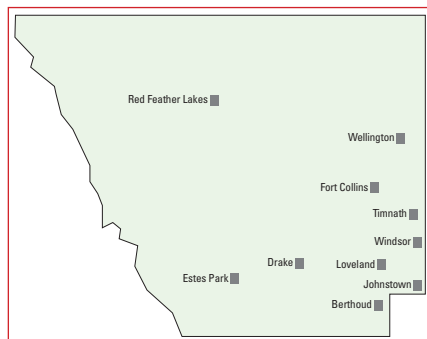 Red Feather Lakes
Wellington
Fort Collins
Timnath
Windsor
Drake
Loveland
Estes Park
Johnstown
Berthoud